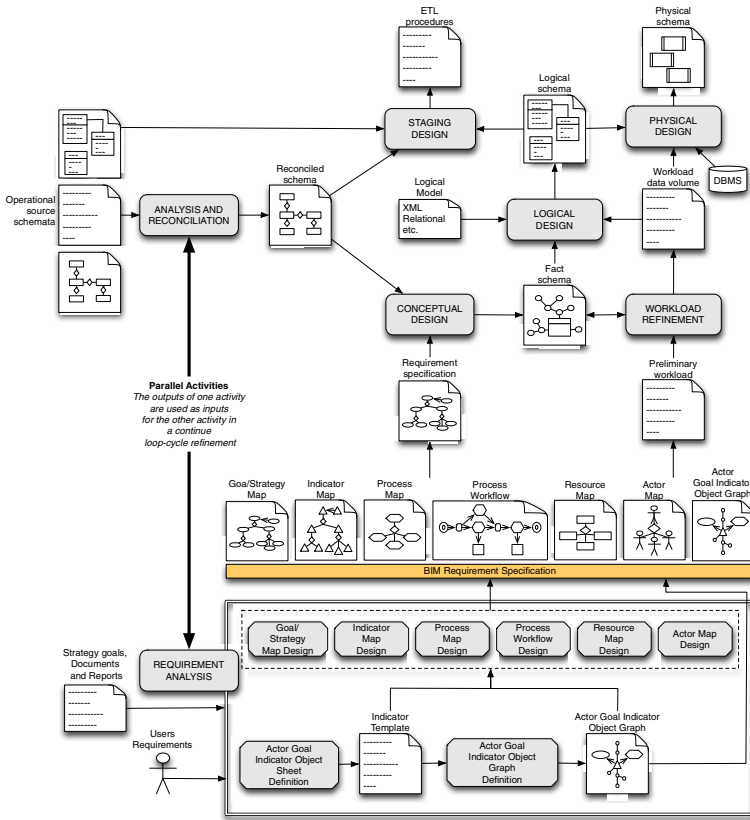 ETL
procedures
Physical
schema
Logical
schema
STAGING
DESIGN
PHYSICAL
DESIGN
Reconciled
schema
Logical
Model
Workload
data volume
DBMS
Operational
source
schemata
ANALYSIS AND
RECONCILIATION
XML
Relational
etc.
LOGICAL
DESIGN
Fact
schema
CONCEPTUAL
DESIGN
WORKLOAD
REFINEMENT
Requirement
specification
Preliminary
workload
Parallel Activities
The outputs of one activity
are used as inputs
for the other activity in
a continue
loop-cycle refinement
Goa/Strategy
Map
Indicator
Map
Process
Map
Process
Workflow
Resource
Map
Actor
Map
Actor
Goal Indicator
Object Graph
BIM Requirement Specification
Goal/
Strategy
Map Design
Indicator
Map
Design
Process
Map
Design
Process
Workflow
Design
Resource
Map
Design
Actor Map
Design
Strategy goals,
Documents
and Reports
REQUIREMENT
ANALYSIS
Users
Requirements
Indicator
Template
Actor Goal Indicator
Object Graph
Actor Goal
Indicator Object
Sheet
Definition
Actor Goal
Indicator Object
Graph
Definition